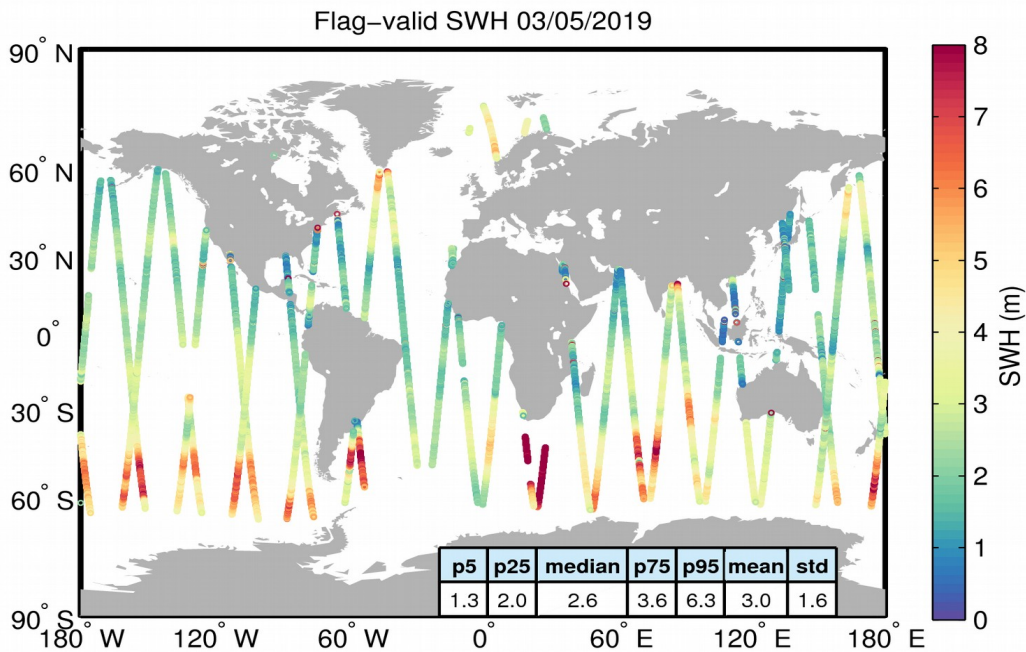 Flag−valid SWH 03/05/2019
90° N
60° N
30° N
0°
30° S
60° S
90° S
180° W
120° W
60° W
0°
60° E
120° E
180° E
p5 p25 median p75 p95 mean std
1.3 2.0 2.6 3.6 6.3 3.0 1.6
8
7
6
5
4
3
2
1
0
SWH (m)